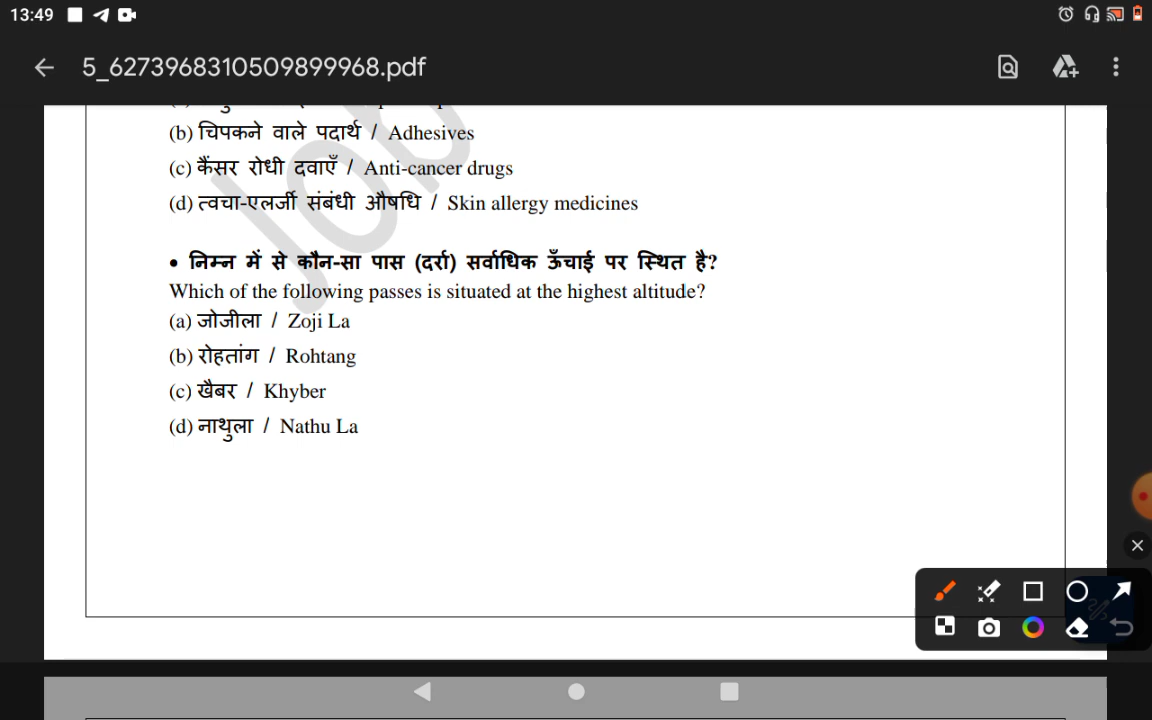 13:49
5_6273968310509899968.pdf
(b) चिपकने वाले पदार्थ / Adhesives
(c) कैंसर रोधी दवाएँ / Anti-cancer drugs
(d) त्वचा-एलर्जी संबंधी औषधि / Skin allergy medicines
• निम्न में से कौन-सा पास (दर्रा) सर्वाधिक ऊँचाई पर स्थित है?
Which of the following passes is situated at the highest altitude?
(a) जोजीला / Zoji La
(b) रोहतांग / Rohtang
(c) खैबर / Khyber
(d) नाथुला / Nathu La